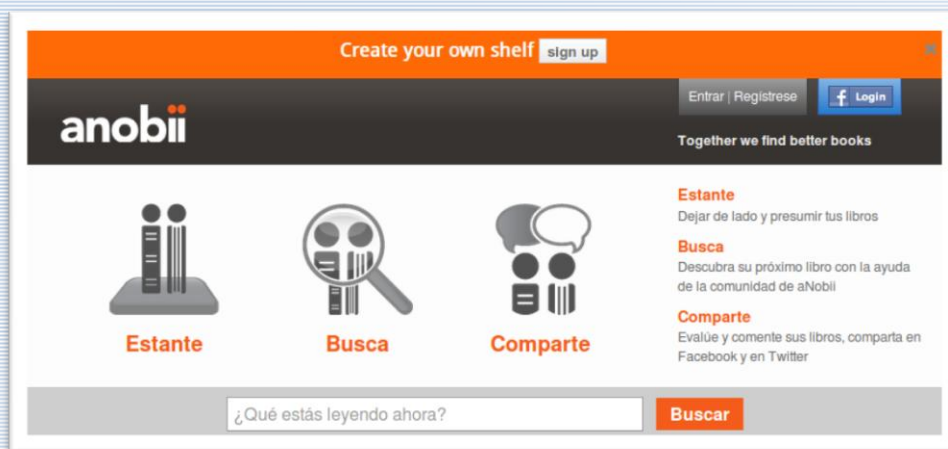 Create your own shelf sign up
Entrar | Regístrese
f Login
anobii
Together we find better books
Estante
Busca
Comparte
Estante
Dejar de lado y presumir tus libros
Busca
Descubra su próximo libro con la ayuda
de la comunidad de aNobii
Comparte
Evalúe y comente sus libros, comparta en
Facebook y en Twitter
¿Qué estás leyendo ahora?
Buscar